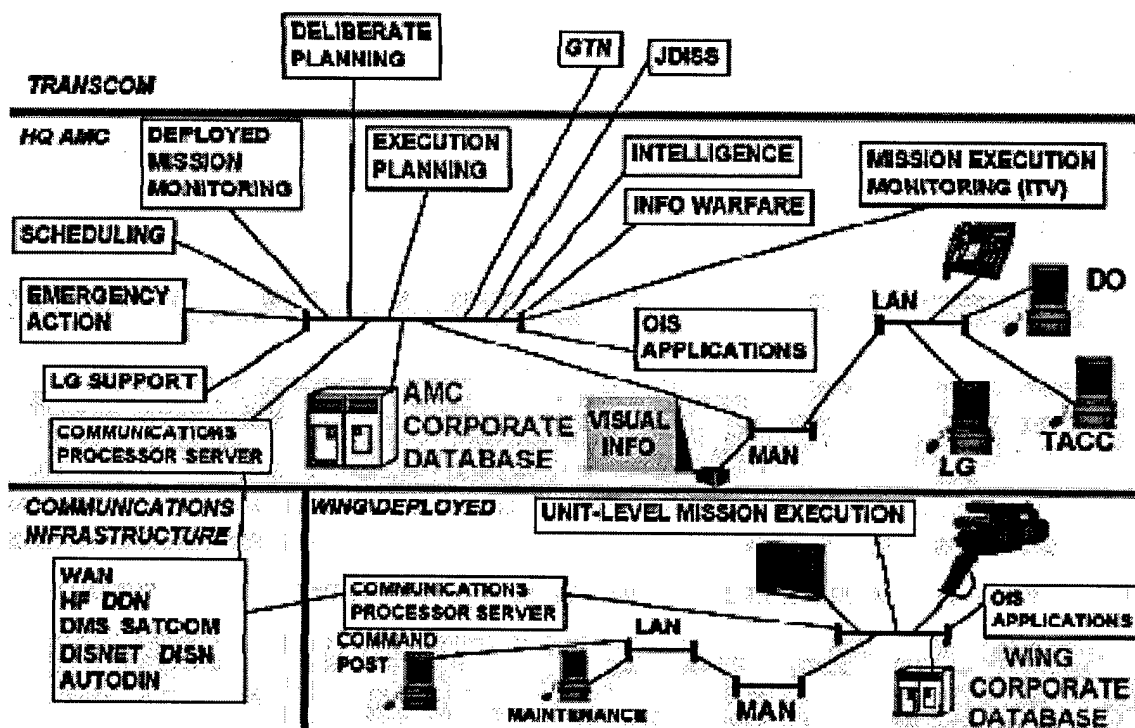 DELIBERATE
PLANNING
GTN
JDISS
TRANSCOM
HQ AMC
DEPLOYED
MISSION
MONITORING
EXECUTION
PLANNING
INTELLIGENCE
MISSION EXECUTION
MONITORING (ITV)
INFO WARFARE
SCHEDULING
EMERGENCY
ACTION
LAN
DO
OIS
APPLICATIONS
LG SUPPORT
AMC
CORPORATE
DATABASE
VISUAL
INFO
MAN
LG
TACC
COMMUNICATIONS
PROCESSOR SERVER
COMMUNICATIONS
INFRASTRUCTURE
WING\DEPLOYED
UNIT-LEVEL MISSION EXECUTION
WAN
HF DDN
DMS SATCOM
DISNET DISN
AUTODIN
COMMUNICATIONS
PROCESSOR SERVER
OIS
APPLICATIONS
COMMAND
POST
LAN
MAINTENANCE
MAN
WING
CORPORATE
DATABASE